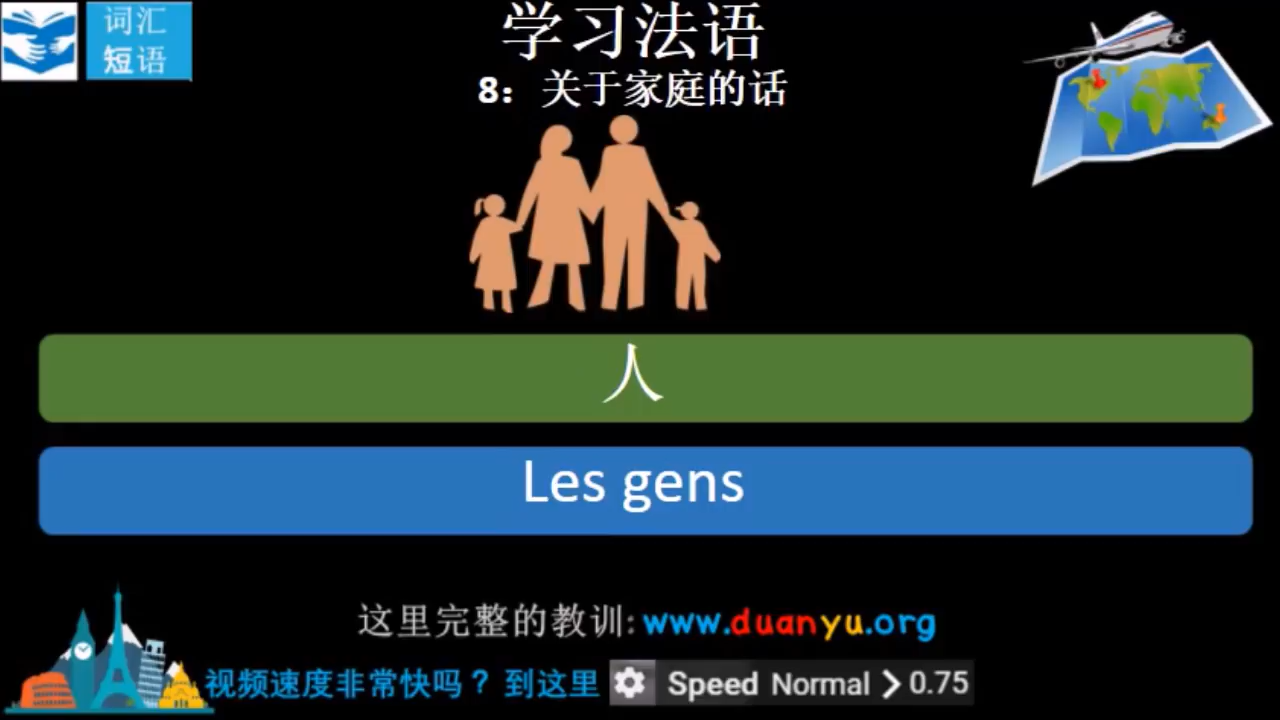 词汇
短语
学习法语
8：关于家庭的话
人
Les gens
这里完整的教训: www.duanyu.org
视频速度非常快吗？ 到这里 Speed Normal > 0.75